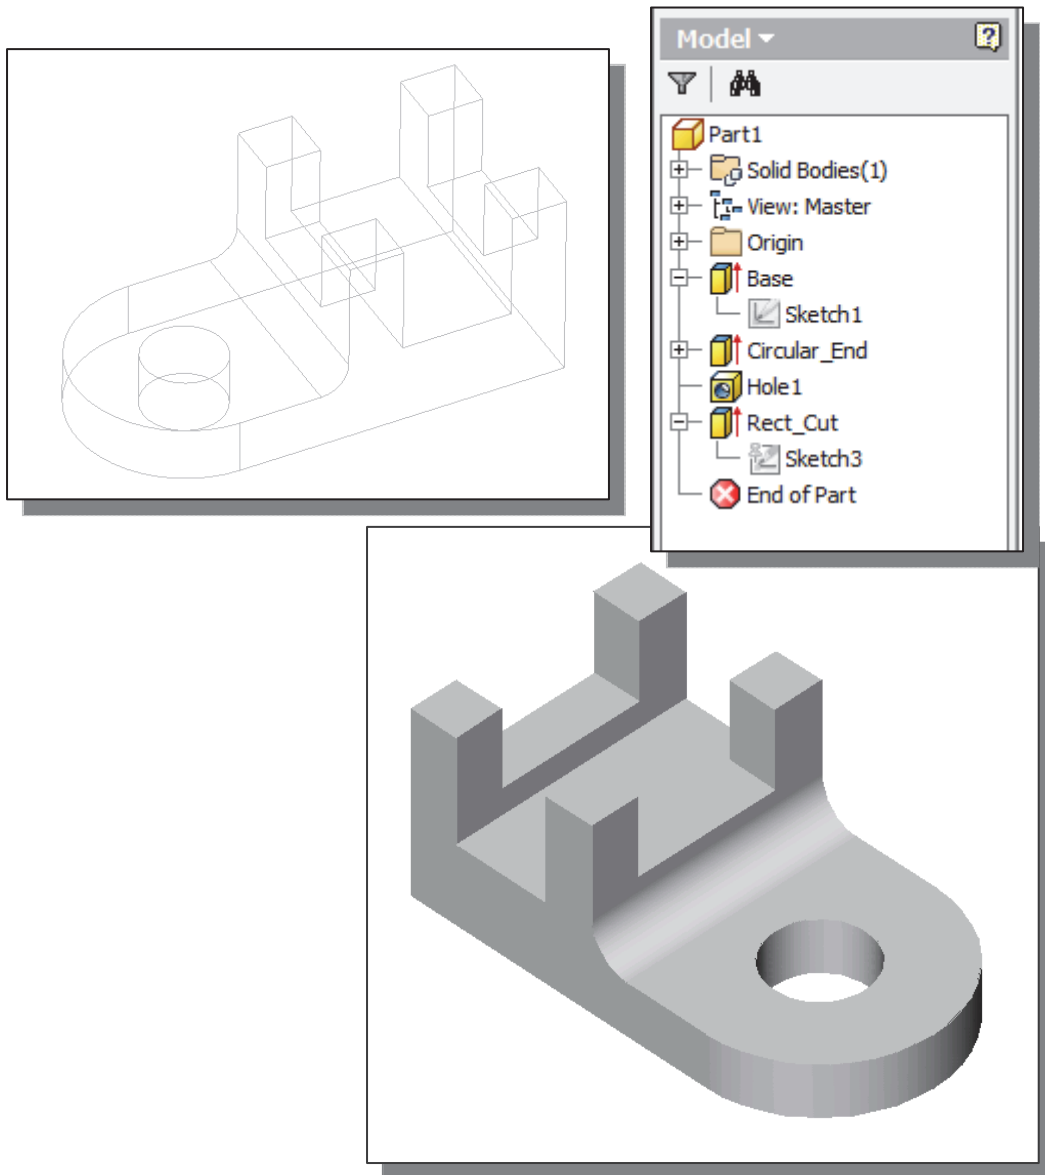 Model
Part1
Solid Bodies(1)
View: Master
Origin
Base
Sketch1
Circular_End
Hole1
Rect_Cut
Sketch3
End of Part